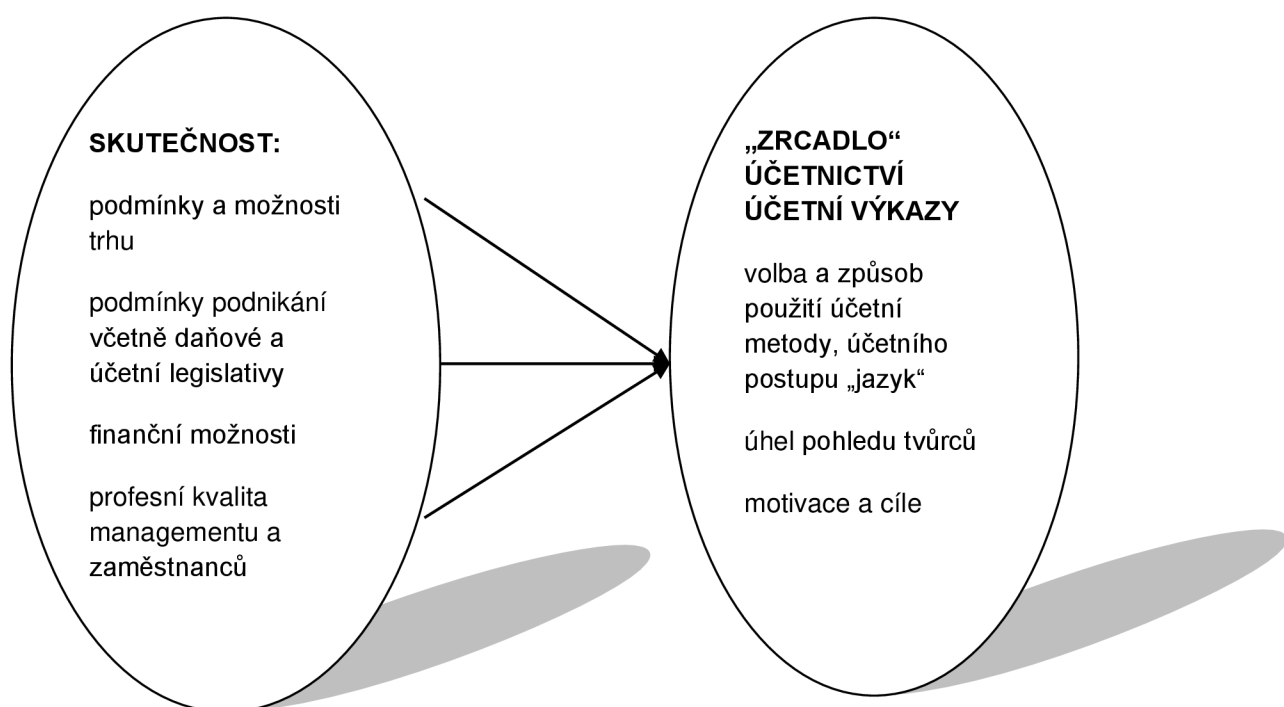 SKUTEČNOST:
podmínky a možnosti
trhu
podmínky podnikání
včetně daňové a
účetní legislativy
finanční možnosti
profesní kvalita
managementu a
zaměstnanců
„ZRCADLO“
ÚČETNICTVÍ
ÚČETNÍ VÝKAZY
volba a způsob
použití účetní
metody, účetního
postupu „jazyk“
úhel pohledu tvůrců
motivace a cíle